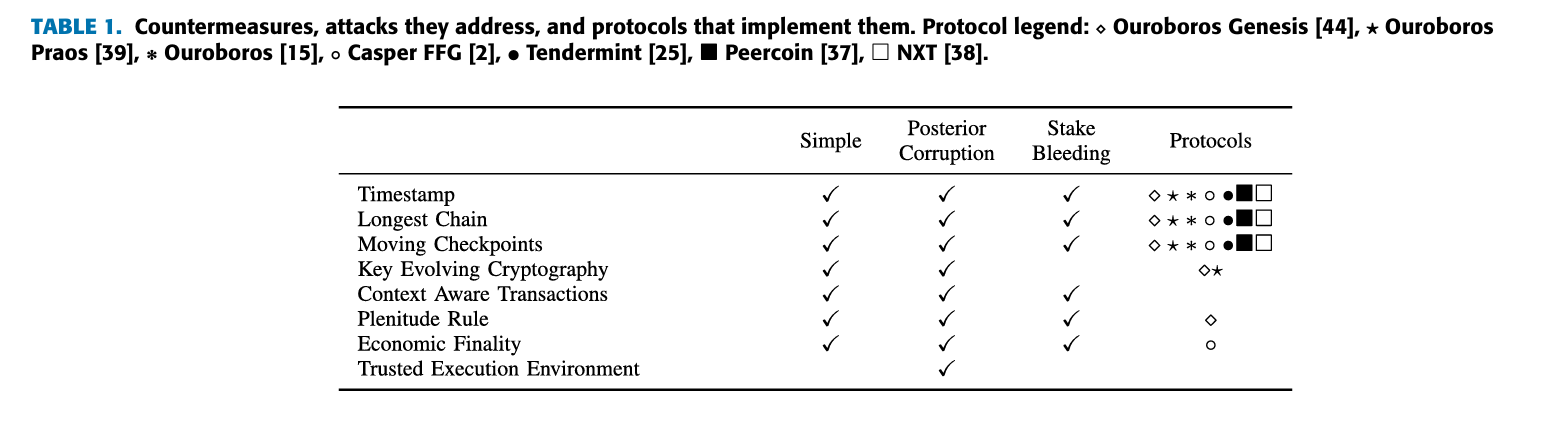 TABLE 1. Countermeasures, attacks they address, and protocols that implement them. Protocol legend: ⋄ Ouroboros Genesis [44], ⋆ Ouroboros
Praos [39], ∗ Ouroboros [15], ○ Casper FFG [2], ● Tendermint [25], ■ Peercoin [37], □ NXT [38].
Simple Posterior Corruption Stake Bleeding Protocols
Timestamp ✓ ✓ ✓ ⋄ ⋆ ∗ ○ ● ■ □
Longest Chain ✓ ✓ ✓ ⋄ ⋆ ∗ ○ ● ■ □
Moving Checkpoints ✓ ✓ ✓ ⋄ ⋆ ∗ ○ ● ■ □
Key Evolving Cryptography ✓ ✓ ⋄⋆
Context Aware Transactions ✓ ✓ ✓
Plenitude Rule ✓ ✓ ✓ ⋄
Economic Finality ✓ ✓ ✓ ○
Trusted Execution Environment ✓